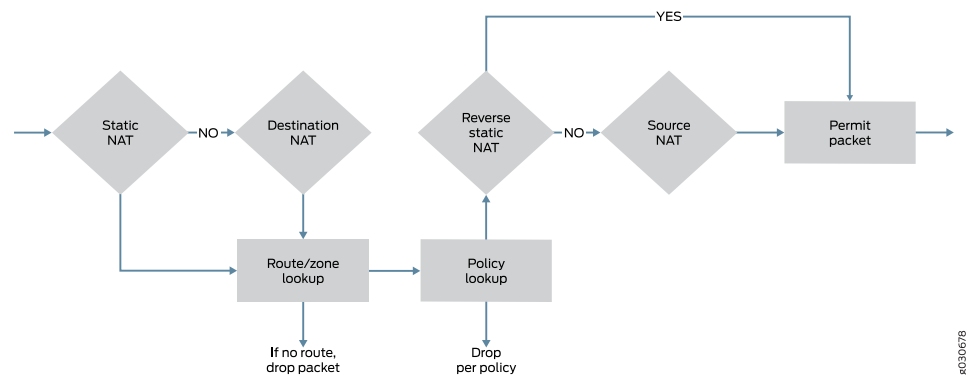 YES
Static
NAT
NO
Destination
NAT
Reverse
static
NAT
NO
Source
NAT
Permit
packet
Route/zone
lookup
Policy
lookup
If no route,
drop packet
Drop
per policy
g030678